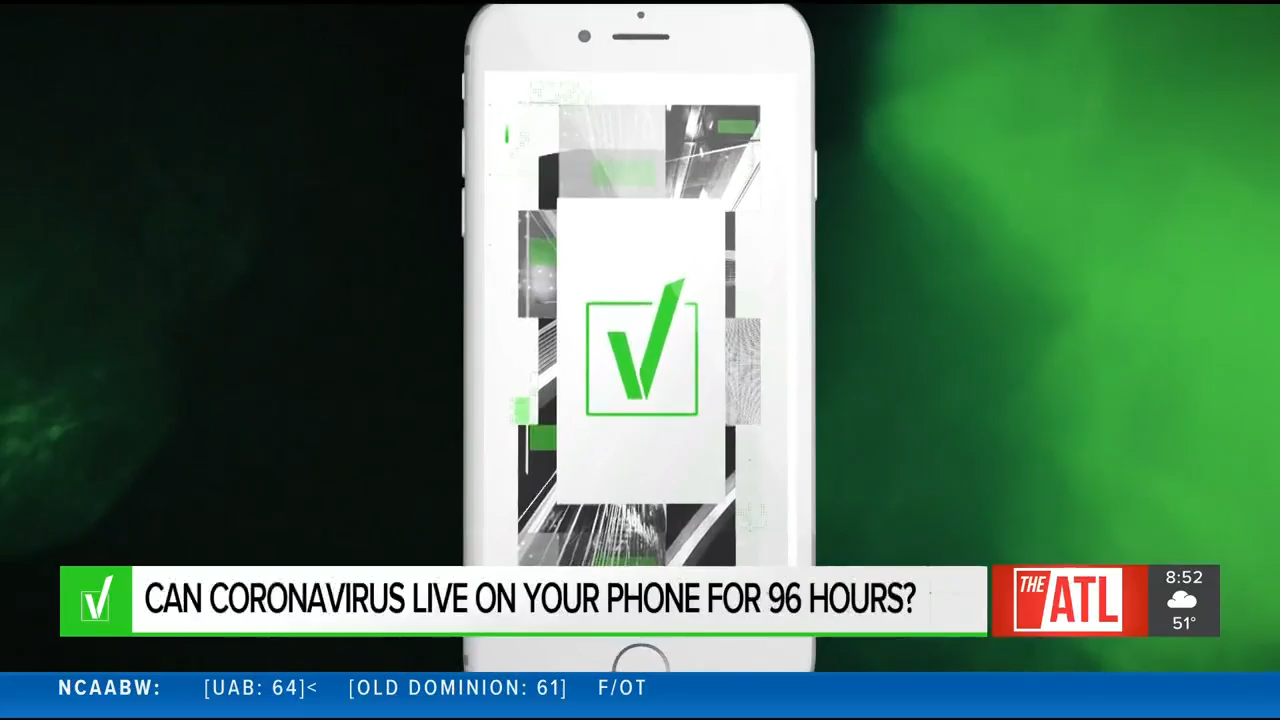 CAN CORONAVIRUS LIVE ON YOUR PHONE FOR 96 HOURS?
THE ATL
8:52
51°
NCAABW: [UAB: 64]< [OLD DOMINION: 61] F/OT